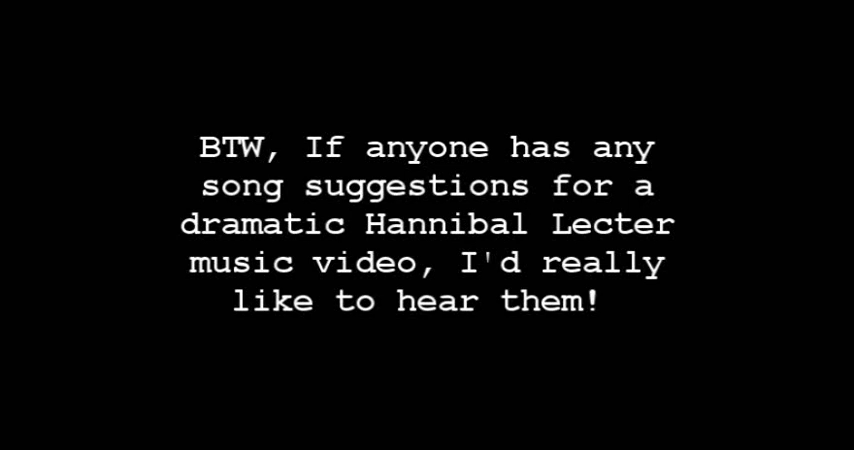 BTW, If anyone has any
song suggestions for a
dramatic Hannibal Lecter
music video, I'd really
like to hear them!